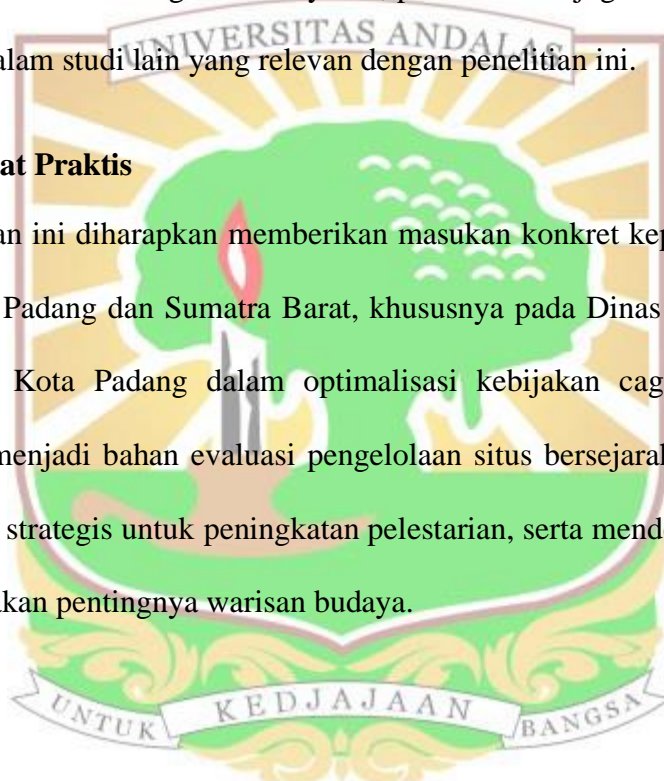 UNIVERSITAS ANDALAS
alam studi lain yang relevan dengan penelitian ini.
at Praktis
an ini diharapkan memberikan masukan konkret kep
Padang dan Sumatra Barat, khususnya pada Dinas
Kota Padang dalam optimalisasi kebijakan cag
menjadi bahan evaluasi pengelolaan situs bersejarah
strategis untuk peningkatan pelestarian, serta mend
akan pentingnya warisan budaya.
UNTUK KEDJAJAAN BANGSA